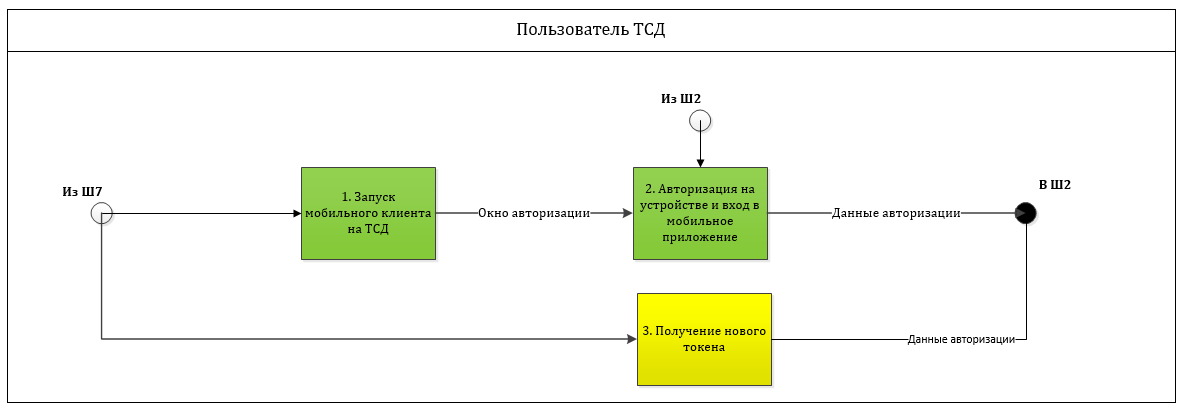 Пользователь ТСД
Из Ш2
Из Ш7
1. Запуск
мобильного клиента
на ТСД
Окно авторизации
2. Авторизация на
устройстве и вход в
мобильное
приложение
Данные авторизации
В Ш2
3. Получение нового
токена
Данные авторизации